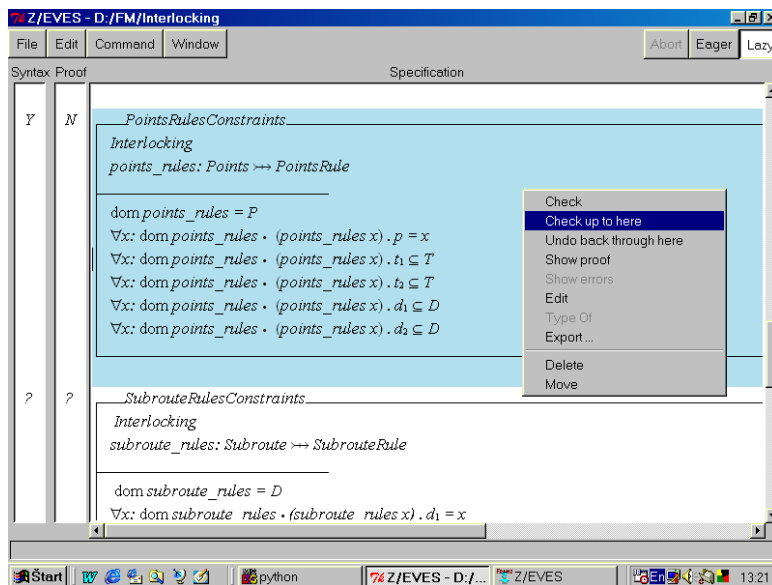 Z/EVES - D:/FM/Interlocking
File Edit Command Window Abort Eager Lazy
Syntax Proof Specification
Y N PointsRulesConstraints
Interlocking
points_rules: Points ⤖ PointsRule
dom points_rules = P
∀x: dom points_rules • (points_rules x) . p = x
∀x: dom points_rules • (points_rules x) . t₁ ⊆ T
∀x: dom points_rules • (points_rules x) . t₂ ⊆ T
∀x: dom points_rules • (points_rules x) . d₁ ⊆ D
∀x: dom points_rules • (points_rules x) . d₂ ⊆ D
Check
Check up to here
Undo back through here
Show proof
Show errors
Edit
Type Of
Export ...
Delete
Move
? ? SubrouteRulesConstraints
Interlocking
subroute_rules: Subroute ⤖ SubrouteRule
dom subroute_rules = D
∀x: dom subroute_rules • (subroute_rules x) . d₁ = x
Štart python Z/EVES - D:/... Z/EVES En 13:21